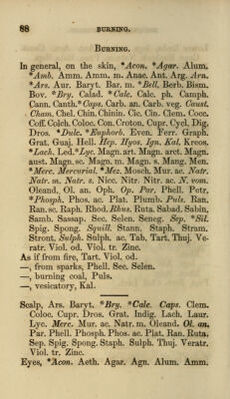 88 BURNING.
BURNING.
In general, on the skin, *Acon. *Agar. Alum.
*Amb. Amm. Amm. m. Anac. Ant. Arg. Arn.
*Ars. Aur. Baryt. Bar. m. *Bell. Berb. Bism.
Bov. *Bry. Calad. *Calc. Calc. ph. Camph.
Cann. Canth. *Caps. Carb. an. Carb. veg. Caust.
Cham. Chel. Chin. Chinin. Cic. Cin. Clem. Cocc.
Coff. Colch. Coloc. Con. Croton. Cupr. Cycl. Dig.
Dros. *Dulc. *Euphorb. Even. Ferr. Graph.
Grat. Guaj. Hell. Hep. Hyos. Ign. Kal. Kreos.
*Lach. Led. *Lyc. Magn. art. Magn. arct. Magn.
aust. Magn. sc. Magn. m. Magn. s. Mang. Men.
*Merc. Mercurial. *Mez. Mosch. Mur. ac. Natr.
Natr. m. Natr. s. Nicc. Nitr. Nitr. ac. N. vom.
Oleand. Ol. an. Oph. Op. Par. Phell. Petr.
*Phosph. Phos. ac. Plat. Plumb. Puls. Ran.
Ran. sc. Raph. Rhod. Rhus. Ruta. Sabad. Sabin.
Samb. Sassap. Sec. Selen. Seneg. Sep. *Sil.
Spig. Spong. Squill. Stann. Staph. Stram.
Stront. Sulph. Sulph. ac. Tab. Tart. Thuj. Ve-
ratr. Viol. od. Viol. tr. Zinc.
As if from fire, Tart. Viol. od.
—, from sparks, Phell. Sec. Selen.
—, burning coal, Puls.
—, vesicatory, Kal.
Scalp, Ars. Baryt. *Bry. *Calc. Caps. Clem.
Coloc. Cupr. Dros. Grat. Indig. Lach. Laur.
Lyc. Merc. Mur. ac. Natr. m. Oleand. Ol. an.
Par. Phell. Phosph. Phos. ac. Plat. Ran. Ruta.
Sep. Spig. Spong. Staph. Sulph. Thuj. Veratr.
Viol. tr. Zinc.
Eyes, *Acon. Aeth. Agar. Agn. Alum. Amm.